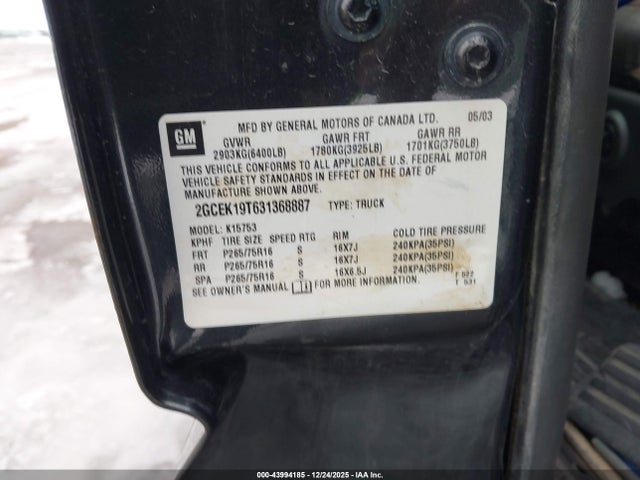 GM
MFD BY GENERAL MOTORS OF CANADA LTD. 05/03
GVWR GAWR FRT GAWR RR
2903KG(6400LB) 1780KG(3925LB) 1701KG(3750LB)
THIS VEHICLE CONFORMS TO ALL APPLICABLE U.S. FEDERAL MOTOR
VEHICLE SAFETY STANDARDS IN EFFECT ON THE DATE OF
MANUFACTURE SHOWN ABOVE.
2GCEK19T631368887 TYPE: TRUCK
MODEL: K15753
KPHF TIRE SIZE SPEED RTG RIM COLD TIRE PRESSURE
FRT P265/75R16 S 16X7J 240KPA(35PSI)
RR P265/75R16 S 16X7J 240KPA(35PSI)
SPA P265/75R16 S 16X6.5J 240KPA(35PSI)
SEE OWNER'S MANUAL FOR MORE INFORMATION.
F 522
T 531
000-43994185 - 12/24/2025 - IAA Inc.